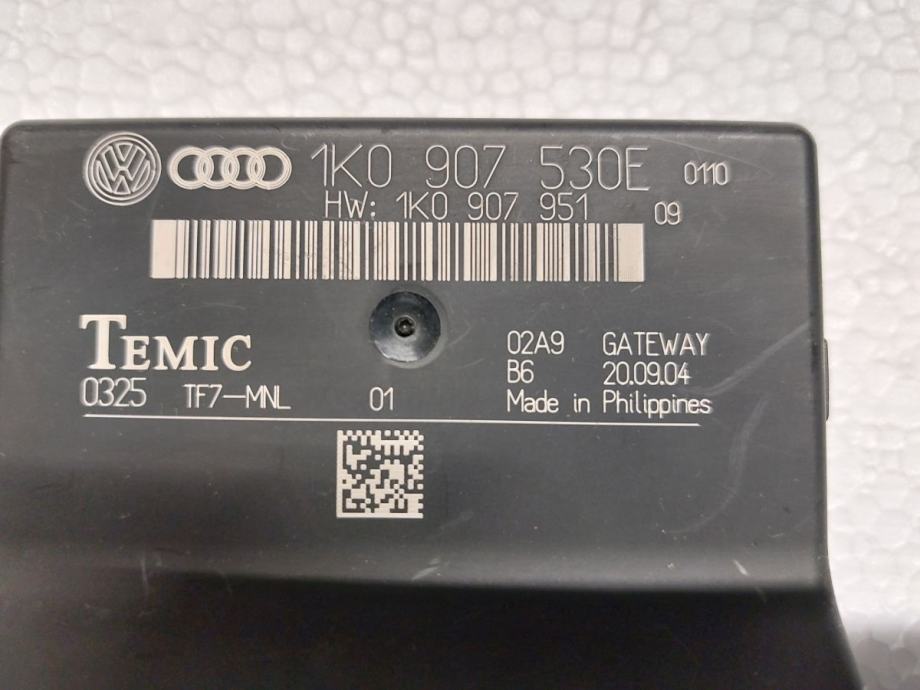 VW 1K0 907 530E 0110
HW: 1K0 907 951 09
TEMIC
02A9 GATEWAY
B6 20.09.04
0325 TF7-MNL 01 Made in Philippines